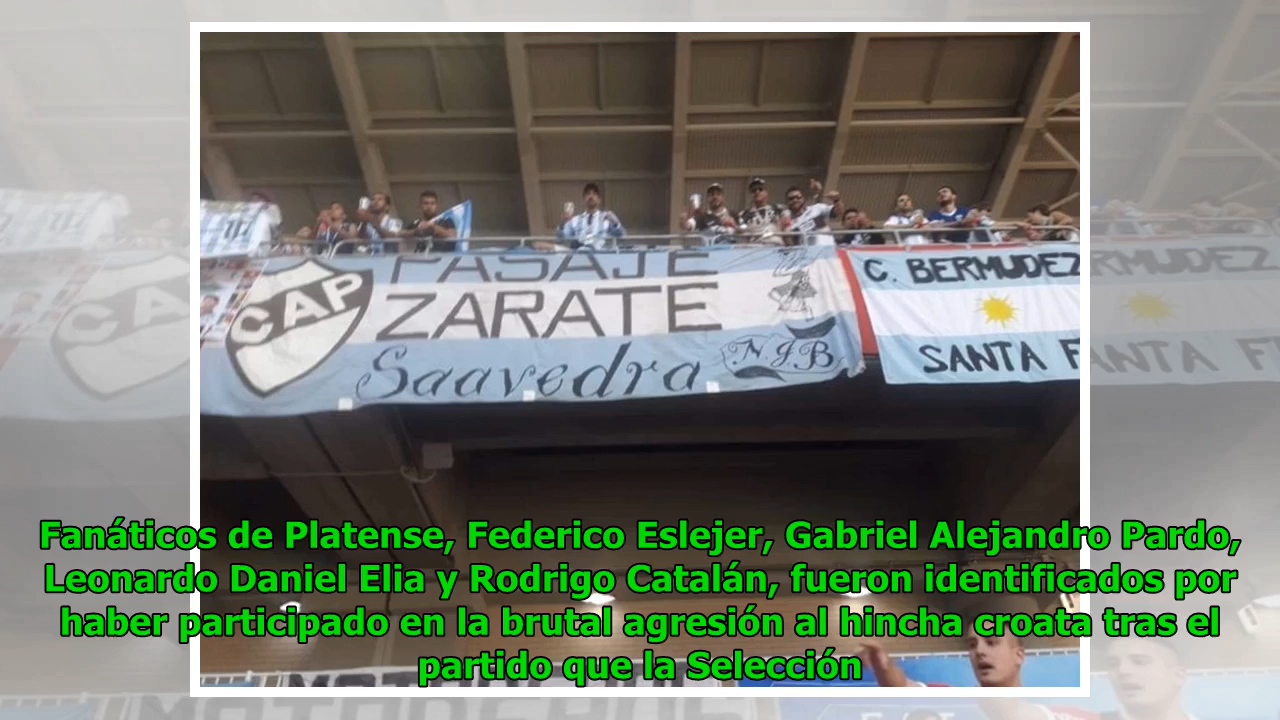 CAP
PASAJE
ZARATE
Saavedra
NJB
C. BERMUDEZ
SANTA F
Fanáticos de Platense, Federico Eslejer, Gabriel Alejandro Pardo,
Leonardo Daniel Elia y Rodrigo Catalán, fueron identificados por
haber participado en la brutal agresión al hincha croata tras el
partido que la Selección